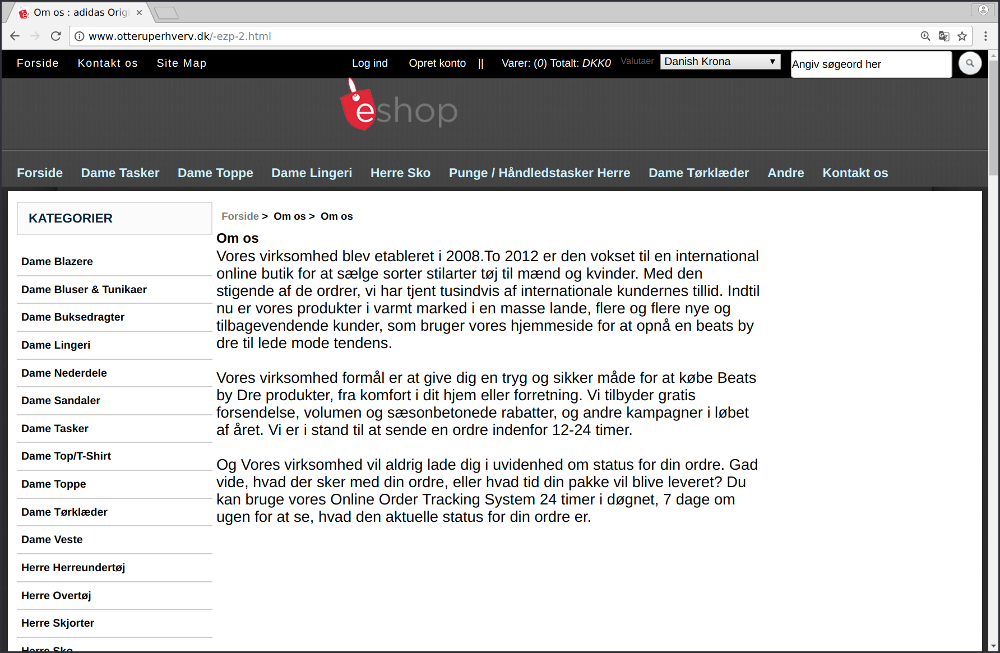 Om os : adidas Origi
www.otteruperhverv.dk/-ezp-2.html
Forside Kontakt os Site Map Log ind Opret konto || Varer: (0) Totalt: DKK0 Valutaer Danish Krona Angiv søgeord her
eshop
Forside Dame Tasker Dame Toppe Dame Lingeri Herre Sko Punge / Håndledstasker Herre Dame Tørklæder Andre Kontakt os
KATEGORIER
Dame Blazere
Dame Bluser & Tunikaer
Dame Buksedragter
Dame Lingeri
Dame Nederdele
Dame Sandaler
Dame Tasker
Dame Top/T-Shirt
Dame Toppe
Dame Tørklæder
Dame Veste
Herre Herreundertøj
Herre Overtøj
Herre Skjorter
Herre Sko
Forside > Om os > Om os
Om os
Vores virksomhed blev etableret i 2008.To 2012 er den vokset til en international
online butik for at sælge sorter stilarter tøj til mænd og kvinder. Med den
stigende af de ordrer, vi har tjent tusindvis af internationale kundernes tillid. Indtil
nu er vores produkter i varmt marked i en masse lande, flere og flere nye og
tilbagevendende kunder, som bruger vores hjemmeside for at opnå en beats by
dre til lede mode tendens.
Vores virksomhed formål er at give dig en tryg og sikker måde for at købe Beats
by Dre produkter, fra komfort i dit hjem eller forretning. Vi tilbyder gratis
forsendelse, volumen og sæsonbetonede rabatter, og andre kampagner i løbet
af året. Vi er i stand til at sende en ordre indenfor 12-24 timer.
Og Vores virksomhed vil aldrig lade dig i uvidenhed om status for din ordre. Gad
vide, hvad der sker med din ordre, eller hvad tid din pakke vil blive leveret? Du
kan bruge vores Online Order Tracking System 24 timer i døgnet, 7 dage om
ugen for at se, hvad den aktuelle status for din ordre er.